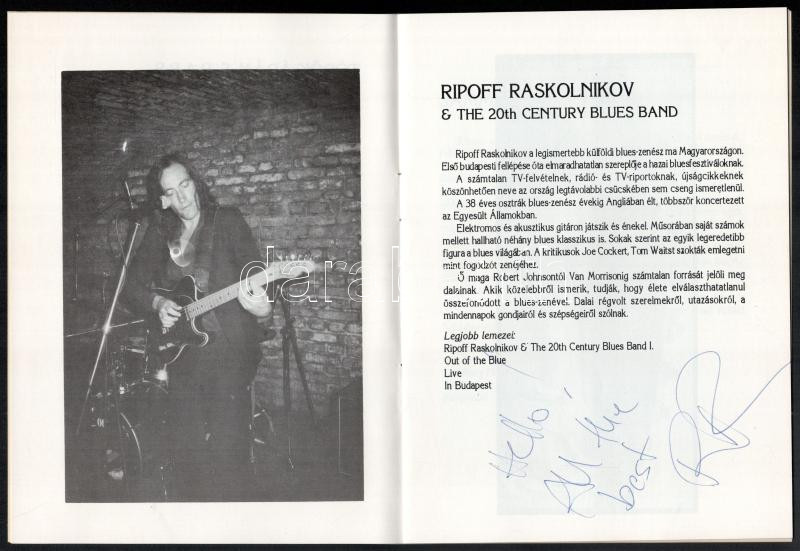 RIPOFF RASKOLNIKOV
& THE 20th CENTURY BLUES BAND
Ripoff Raskolnikov a legismertebb külföldi blues-zenész ma Magyarországon.
Első budapesti fellépése óta elmaradhatatlan szereplője a hazai bluesfesztiváloknak.
A számtalan TV-felvételnek, rádió- és TV-riportoknak, újságcikkeknek
köszönhetően neve az ország legtávolabbi csücskében sem cseng ismeretlenül.
A 38 éves osztrák blues-zenész évekig Angliában élt, többször koncertezett
az Egyesült Államokban.
Elektromos és akusztikus gitáron játszik és énekel. Műsorában saját számok
mellett hallható néhány blues klasszikus is. Sokak szerint az egyik legeredetibb
figura a blues világában. A kritikusok Joe Cockert, Tom Waitst szokták emlegetni
mint fogódzót zenéjéhez.
Ő maga Robert Johnsontól Van Morrisonig számtalan forrását jelöli meg
dalainak. Akik közelebbről ismerik, tudják, hogy élete elválaszthatatlanul
összefonódott a blues-zenével. Dalai régvolt szerelmekről, utazásokról, a
mindennapok gondjairól és szépségeiről szólnak.
Legjobb lemezei:
Ripoff Raskolnikov & The 20th Century Blues Band I.
Out of the Blue
Live
In Budapest
Hello!
All the
best
RR